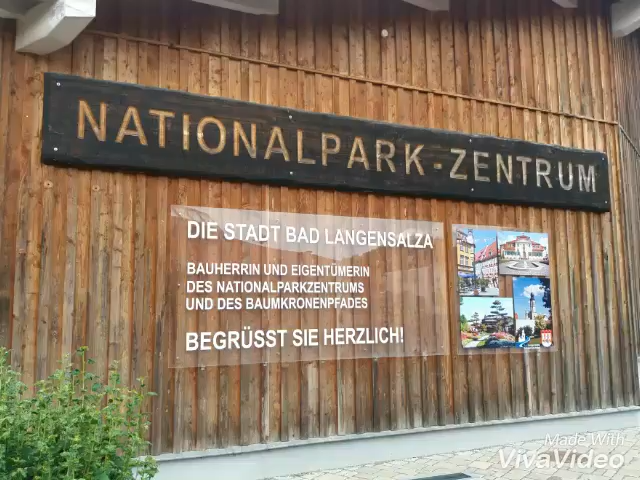 NATIONALPARK-ZENTRUM
DIE STADT BAD LANGENSALZA
BAUHERRIN UND EIGENTÜMERIN
DES NATIONALPARKZENTRUMS
UND DES BAUMKRONENPFADES
BEGRÜSST SIE HERZLICH!
Made With
VivaVideo